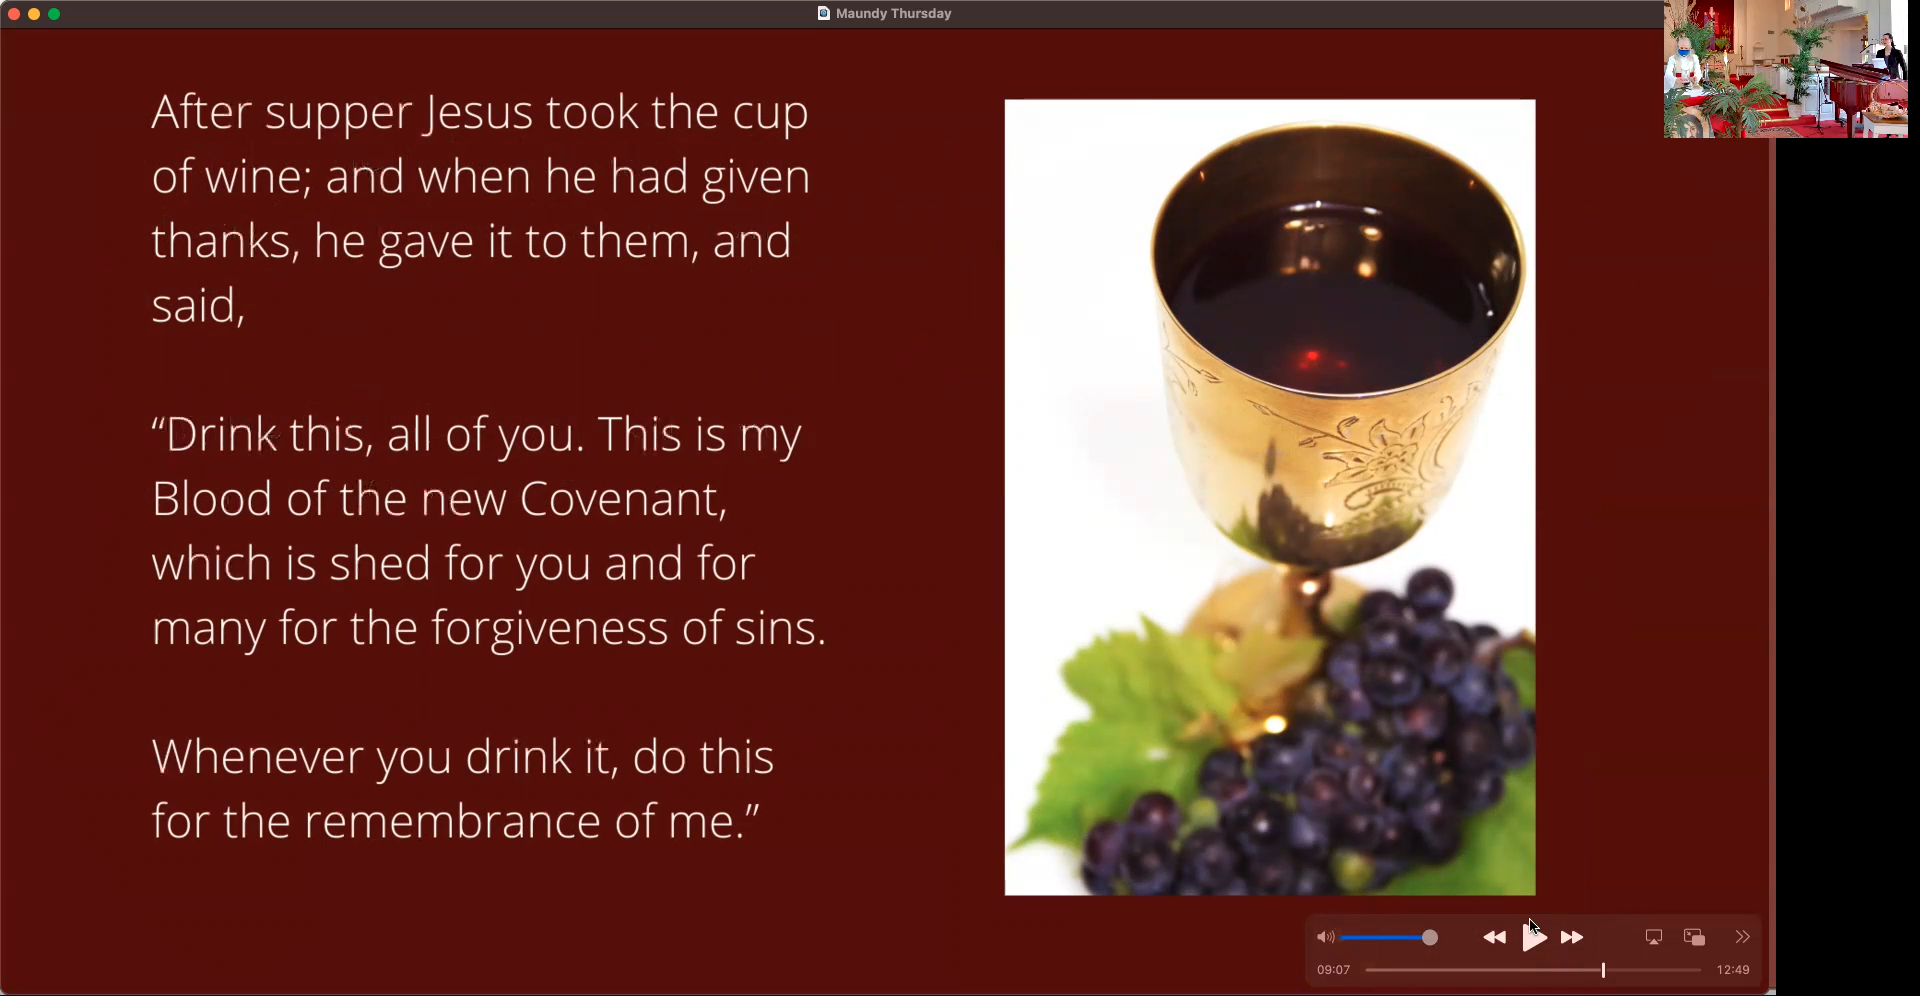 Maundy Thursday
After supper Jesus took the cup
of wine; and when he had given
thanks, he gave it to them, and
said,
“Drink this, all of you. This is my
Blood of the new Covenant,
which is shed for you and for
many for the forgiveness of sins.
Whenever you drink it, do this
for the remembrance of me.”
09:07
12:49